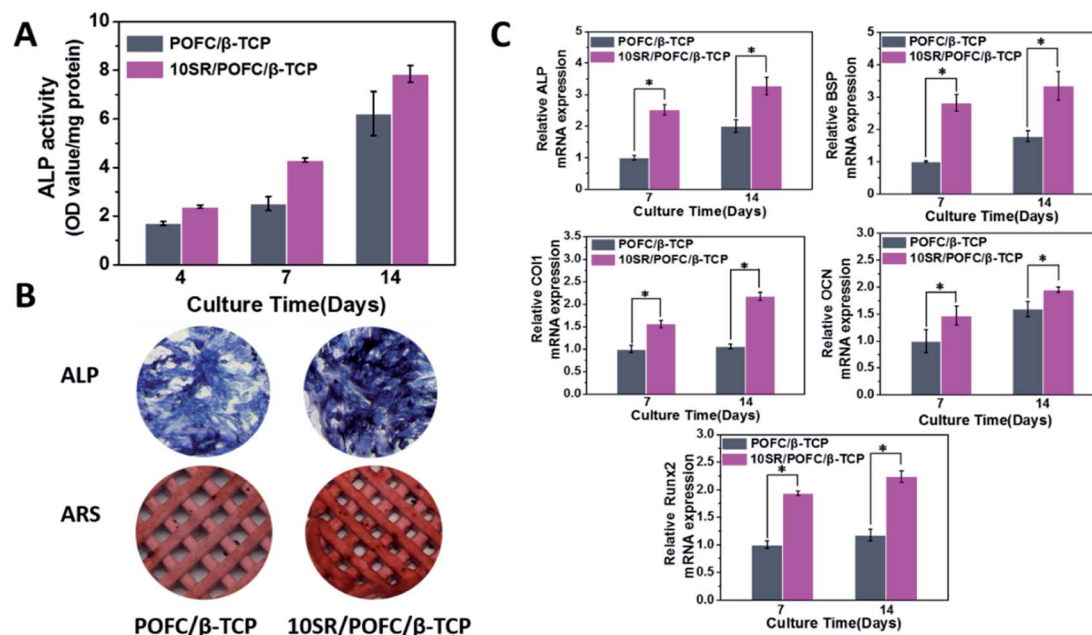 A
ALP activity
(OD value/mg protein)
10
8
6
4
2
0
POFC/β-TCP
10SR/POFC/β-TCP
4 7 14
Culture Time(Days)
B
ALP
ARS
POFC/β-TCP 10SR/POFC/β-TCP
C
Relative ALP
mRNA expression
5
4
3
2
1
0
POFC/β-TCP
10SR/POFC/β-TCP
* *
7 14
Culture Time(Days)
Relative BSP
mRNA expression
5
4
3
2
1
0
POFC/β-TCP
10SR/POFC/β-TCP
* *
7 14
Culture Time(Days)
Relative COl1
mRNA expression
3.0
2.5
2.0
1.5
1.0
0.5
0.0
POFC/β-TCP
10SR/POFC/β-TCP
* *
7 14
Culture Time(Days)
Relative OCN
mRNA expression
3.0
2.5
2.0
1.5
1.0
0.5
0.0
POFC/β-TCP
10SR/POFC/β-TCP
* *
7 14
Culture Time(Days)
Relative Runx2
mRNA expression
3.0
2.5
2.0
1.5
1.0
0.5
0.0
POFC/β-TCP
10SR/POFC/β-TCP
* *
7 14
Culture Time(Days)